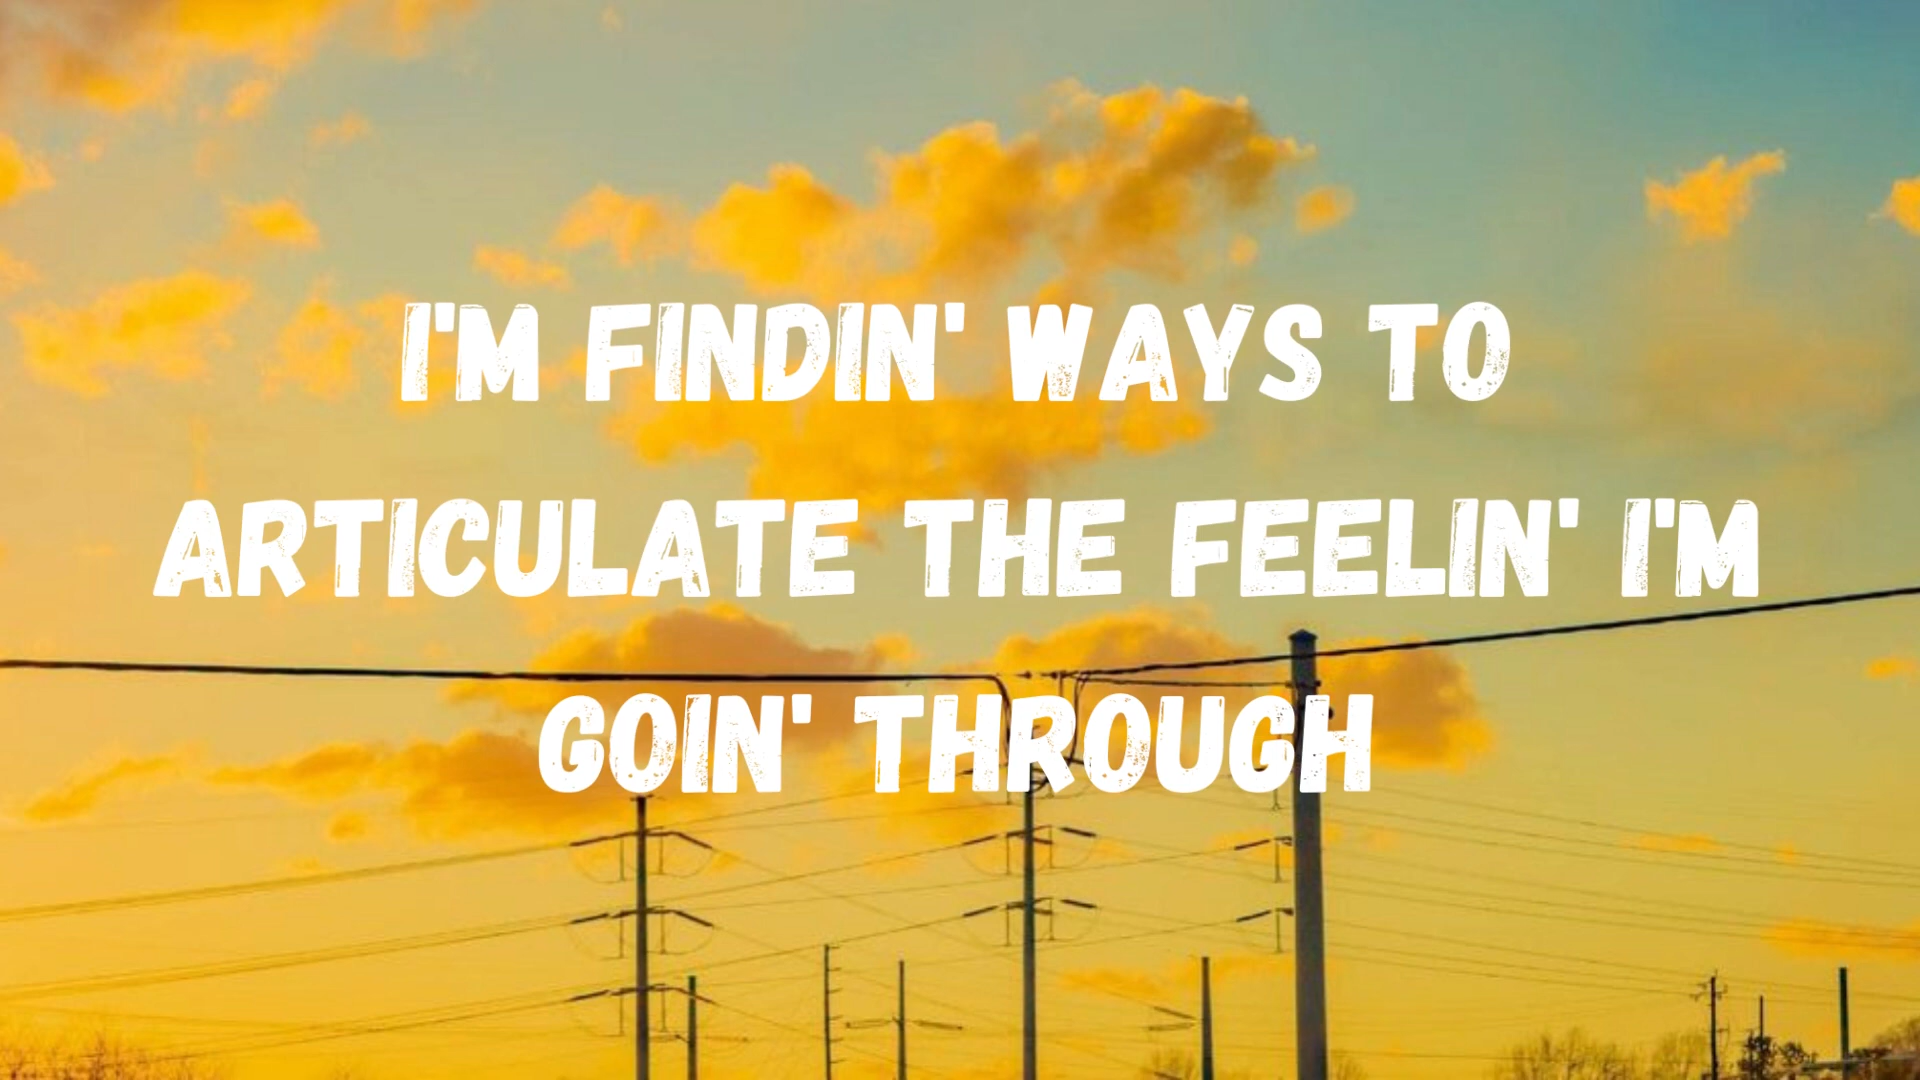 I'M FINDIN' WAYS TO
ARTICULATE THE FEELIN' I'M
GOIN' THROUGH